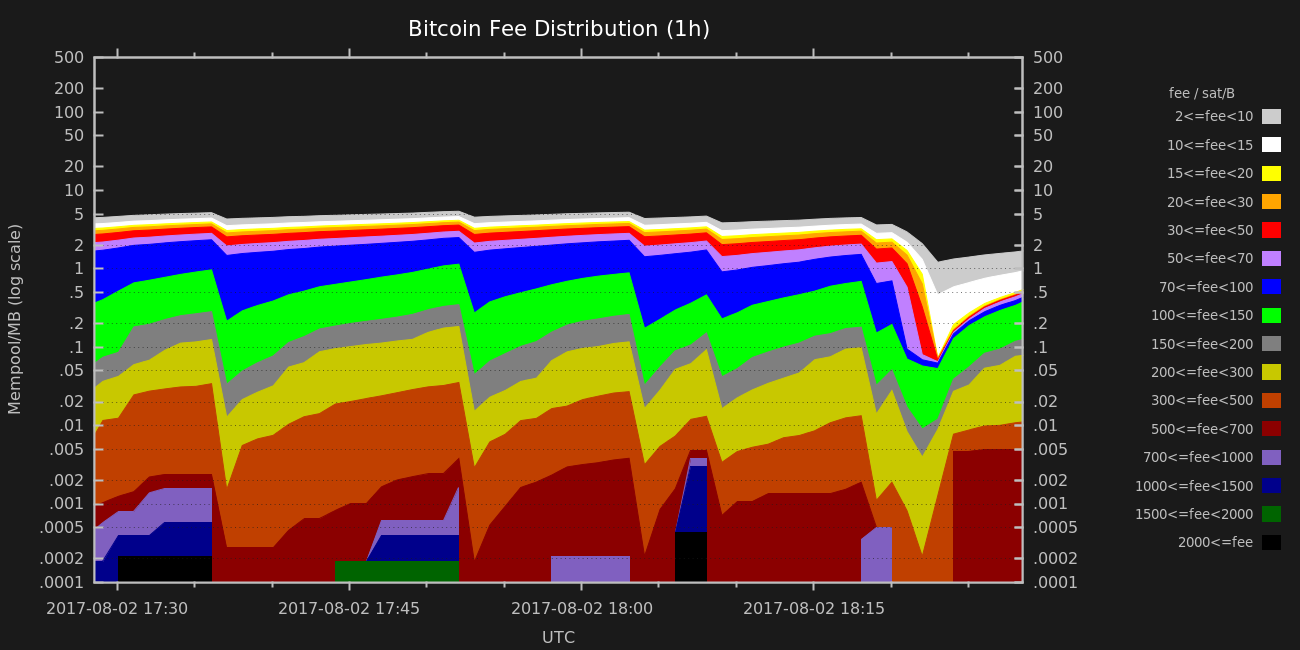 Bitcoin Fee Distribution (1h)
Mempool/MB (log scale)
500
200
100
50
20
10
5
2
1
.5
.2
.1
.05
.02
.01
.005
.002
.001
.0005
.0002
.0001
500
200
100
50
20
10
5
2
1
.5
.2
.1
.05
.02
.01
.005
.002
.001
.0005
.0002
.0001
2017-08-02 17:30
2017-08-02 17:45
2017-08-02 18:00
2017-08-02 18:15
UTC
fee / sat/B
2<=fee<10
10<=fee<15
15<=fee<20
20<=fee<30
30<=fee<50
50<=fee<70
70<=fee<100
100<=fee<150
150<=fee<200
200<=fee<300
300<=fee<500
500<=fee<700
700<=fee<1000
1000<=fee<1500
1500<=fee<2000
2000<=fee